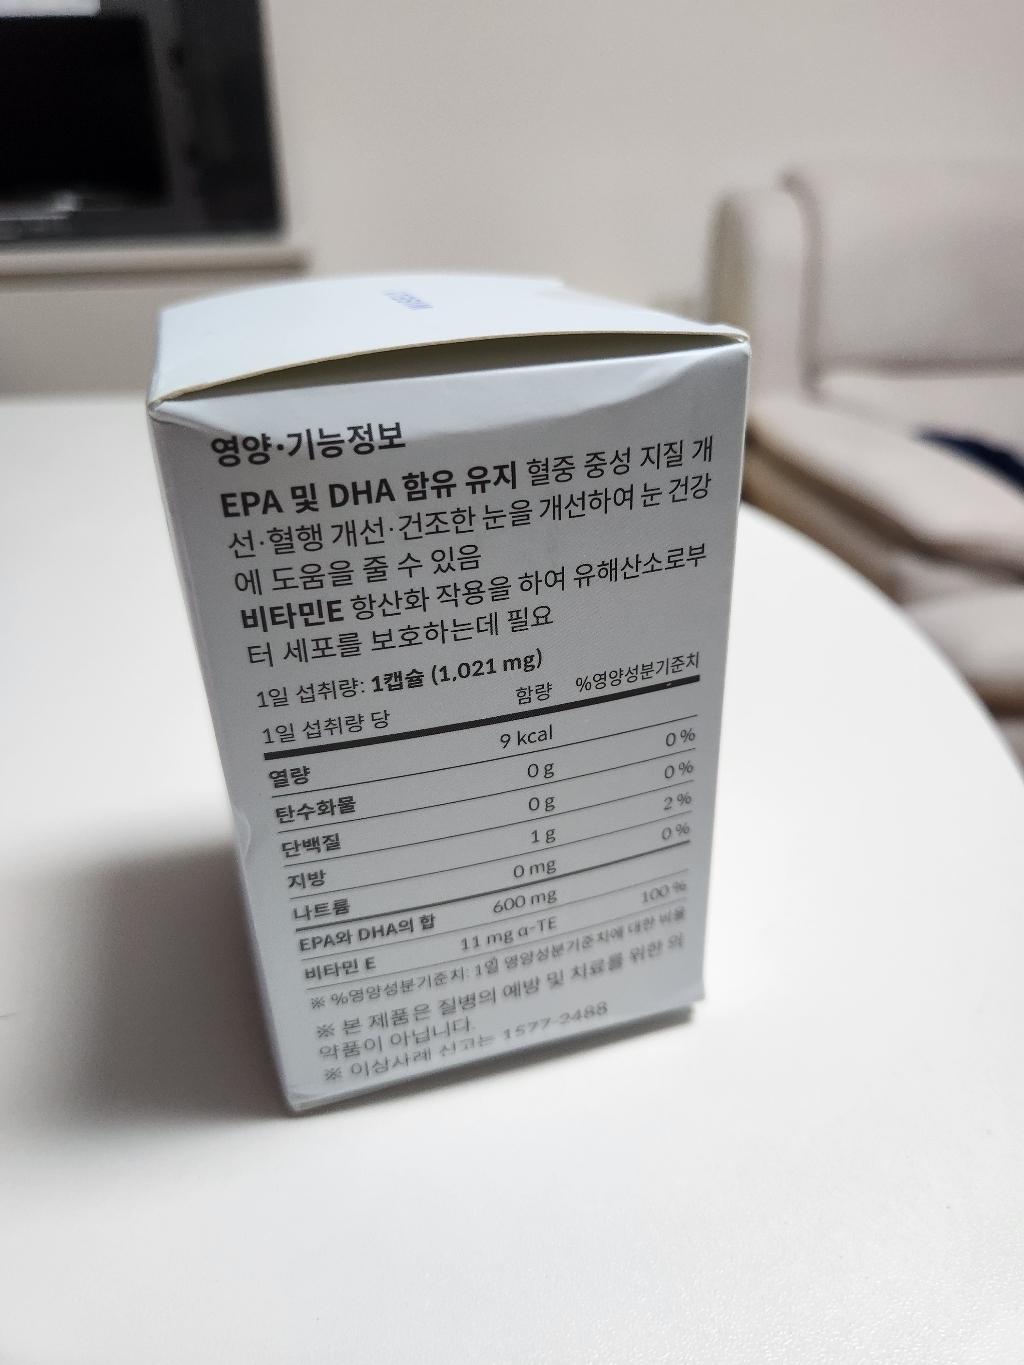 영양·기능정보
EPA 및 DHA 함유 유지 혈중 중성 지질 개
선·혈행 개선·건조한 눈을 개선하여 눈 건강
에 도움을 줄 수 있음
비타민E 항산화 작용을 하여 유해산소로부
터 세포를 보호하는데 필요
1일 섭취량: 1캡슐 (1,021 mg)
1일 섭취량 당 함량 %영양성분기준치
열량 9 kcal
탄수화물 0 g 0 %
단백질 0 g 0 %
지방 1 g 2 %
나트륨 0 mg 0 %
EPA와 DHA의 합 600 mg
비타민 E 11 mg α-TE 100 %
※ %영양성분기준치: 1일 영양성분기준치에 대한 비율
※ 본 제품은 질병의 예방 및 치료를 위한 의
약품이 아닙니다.
※ 이상사례 신고는 1577-2488